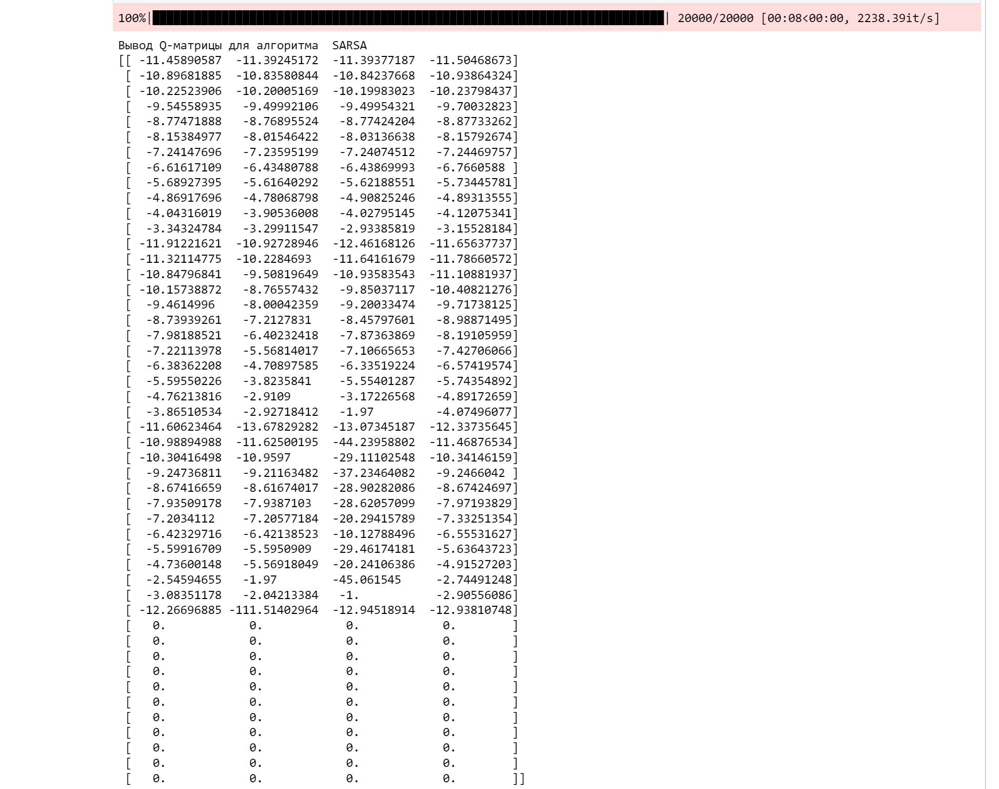 100%|██████████████████████████████████████████████████████████████████████████| 20000/20000 [00:08<00:00, 2238.39it/s]
Вывод Q-матрицы для алгоритма  SARSA
[[ -11.45890587  -11.39245172  -11.39377187  -11.50468673]
 [ -10.89681885  -10.83580844  -10.84237668  -10.93864324]
 [ -10.22523906  -10.20005169  -10.19983023  -10.23798437]
 [  -9.54558935   -9.49992106   -9.49954321   -9.70032823]
 [  -8.77471888   -8.76895524   -8.77424204   -8.87733262]
 [  -8.15384977   -8.01546422   -8.03136638   -8.15792674]
 [  -7.24147696   -7.23595199   -7.24074512   -7.24469757]
 [  -6.61617109   -6.43480788   -6.43869993   -6.7660588 ]
 [  -5.68927395   -5.61640292   -5.62188551   -5.73445781]
 [  -4.86917696   -4.78068798   -4.90825246   -4.89313555]
 [  -4.04316019   -3.90536008   -4.02795145   -4.12075341]
 [  -3.34324784   -3.29911547   -2.93385819   -3.15528184]
 [ -11.91221621  -10.92728946  -12.46168126  -11.65637737]
 [ -11.32114775  -10.2284693   -11.64161679  -11.78660572]
 [ -10.84796841   -9.50819649  -10.93583543  -11.10881937]
 [ -10.15738872   -8.76557432   -9.85037117  -10.40821276]
 [  -9.4614996    -8.00042359   -9.20033474   -9.71738125]
 [  -8.73939261   -7.2127831    -8.45797601   -8.98871495]
 [  -7.98188521   -6.40232418   -7.87363869   -8.19105959]
 [  -7.22113978   -5.56814017   -7.10665653   -7.42706066]
 [  -6.38362208   -4.70897585   -6.33519224   -6.57419574]
 [  -5.59550226   -3.8235841    -5.55401287   -5.74354892]
 [  -4.76213816   -2.9109       -3.17226568   -4.89172659]
 [  -3.86510534   -2.92718412   -1.97         -4.07496077]
 [ -11.60623464  -13.67829282  -13.07345187  -12.33735645]
 [ -10.98894988  -11.62500195  -44.23958802  -11.46876534]
 [ -10.30416498  -10.9597      -29.11102548  -10.34146159]
 [  -9.24736811   -9.21163482  -37.23464082   -9.2466042 ]
 [  -8.67416659   -8.61674017  -28.90282086   -8.67424697]
 [  -7.93509178   -7.9387103   -28.62057099   -7.97193829]
 [  -7.2034112    -7.20577184  -20.29415789   -7.33251354]
 [  -6.42329716   -6.42138523  -10.12788496   -6.55531627]
 [  -5.59916709   -5.5950909   -29.46174181   -5.63643723]
 [  -4.73600148   -5.56918049  -20.24106386   -4.91527203]
 [  -2.54594655   -1.97        -45.061545     -2.74491248]
 [  -3.08351178   -2.04213384   -1.           -2.90556086]
 [ -12.26696885 -111.51402964  -12.94518914  -12.93810748]
 [   0.            0.            0.            0.        ]
 [   0.            0.            0.            0.        ]
 [   0.            0.            0.            0.        ]
 [   0.            0.            0.            0.        ]
 [   0.            0.            0.            0.        ]
 [   0.            0.            0.            0.        ]
 [   0.            0.            0.            0.        ]
 [   0.            0.            0.            0.        ]
 [   0.            0.            0.            0.        ]
 [   0.            0.            0.            0.        ]
 [   0.            0.            0.            0.        ]]